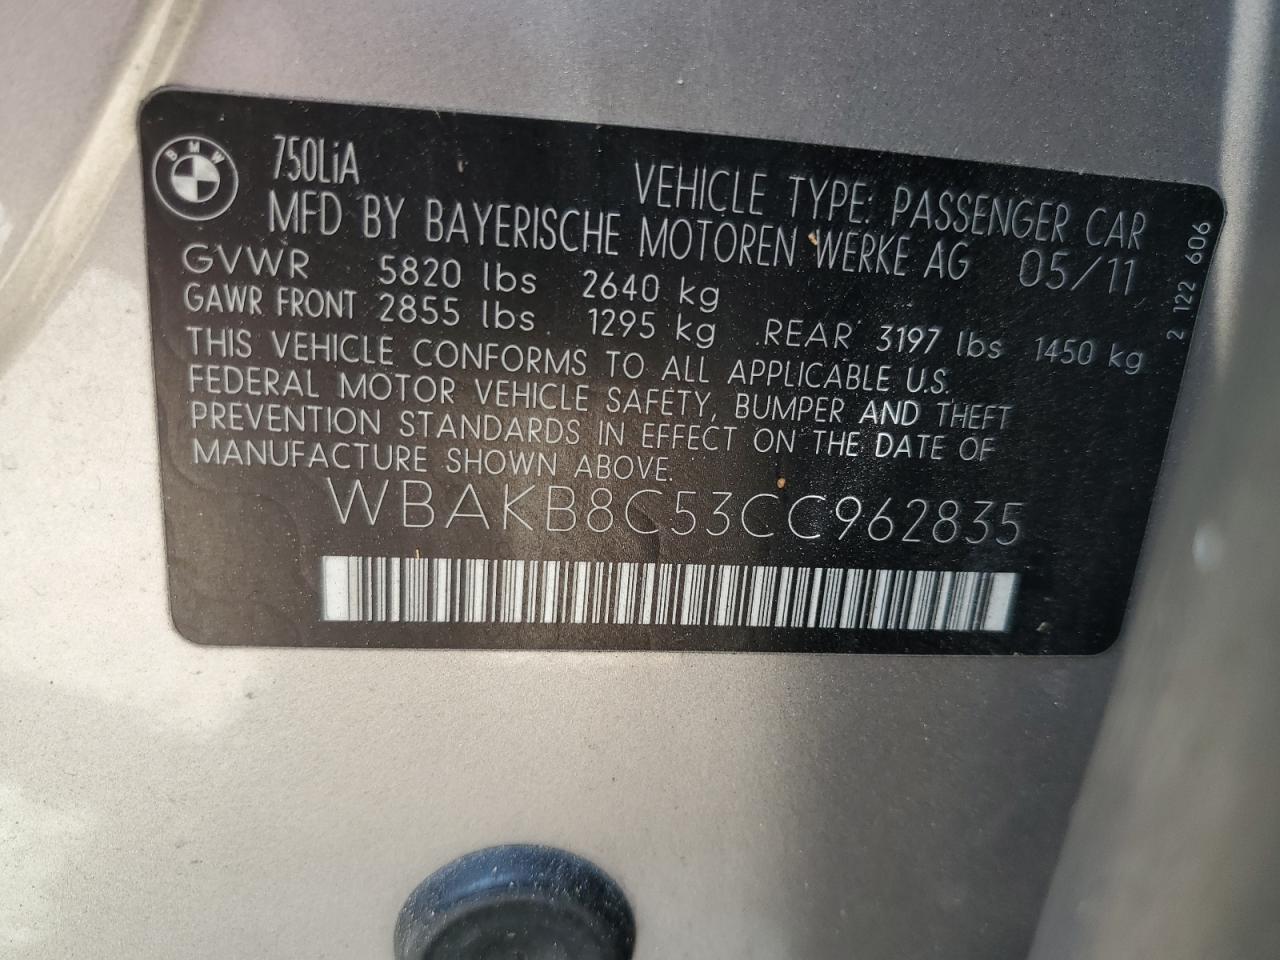 BMW
750LiA
VEHICLE TYPE: PASSENGER CAR
MFD BY BAYERISCHE MOTOREN WERKE AG 05/11
GVWR 5820 lbs 2640 kg
GAWR FRONT 2855 lbs. 1295 kg .REAR 3197 lbs 1450 kg
THIS VEHICLE CONFORMS TO ALL APPLICABLE U.S.
FEDERAL MOTOR VEHICLE SAFETY, BUMPER AND THEFT
PREVENTION STANDARDS IN EFFECT ON THE DATE OF
MANUFACTURE SHOWN ABOVE.
WBAKB8C53CC962835
2 122 606